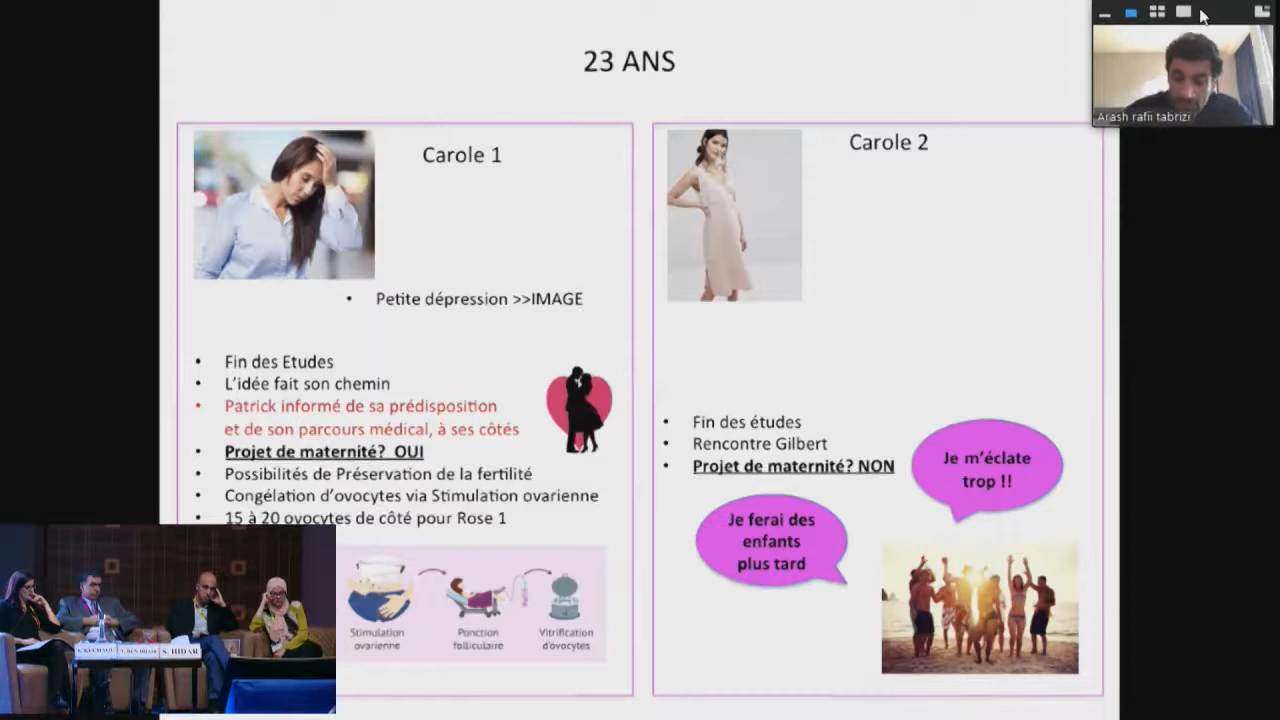 23 ANS
Arash rafii tabrizi
Carole 1
• Petite dépression >>IMAGE
• Fin des Etudes
• L'idée fait son chemin
• Patrick informé de sa prédisposition
et de son parcours médical, à ses côtés
• Projet de maternité? OUI
• Possibilités de Préservation de la fertilité
• Congélation d'ovocytes via Stimulation ovarienne
• 15 à 20 ovocytes de côté pour Rose 1
Stimulation
ovarienne
Ponction
folliculaire
Vitrification
d'ovocytes
Carole 2
• Fin des études
• Rencontre Gilbert
• Projet de maternité? NON
Je m'éclate
trop !!
Je ferai des
enfants
plus tard
S. HIDAR